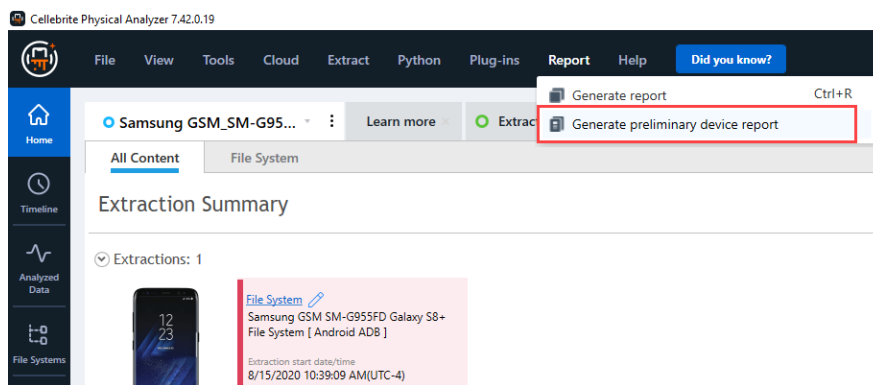 Cellebrite Physical Analyzer 7.42.0.19
File View Tools Cloud Extract Python Plug-ins Report Help Did you know?
Generate report Ctrl+R
Generate preliminary device report
Home
Samsung GSM_SM-G95... Learn more Extrac
All Content File System
Timeline
Extraction Summary
Analyzed
Data
Extractions: 1
File Systems
12
23
File System
Samsung GSM SM-G955FD Galaxy S8+
File System [ Android ADB ]
Extraction start date/time
8/15/2020 10:39:09 AM(UTC-4)